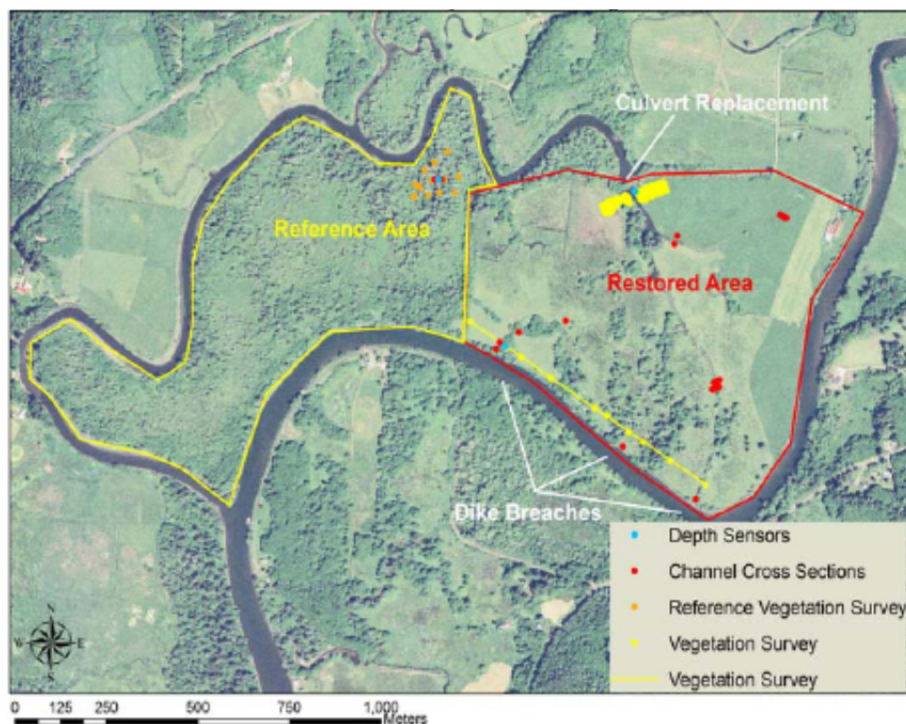 Culvert Replacement
Reference Area
Restored Area
Dike Breaches
Depth Sensors
Channel Cross Sections
Reference Vegetation Survey
Vegetation Survey
Vegetation Survey
N
W E
S
0 125 250 500 750 1,000
Meters